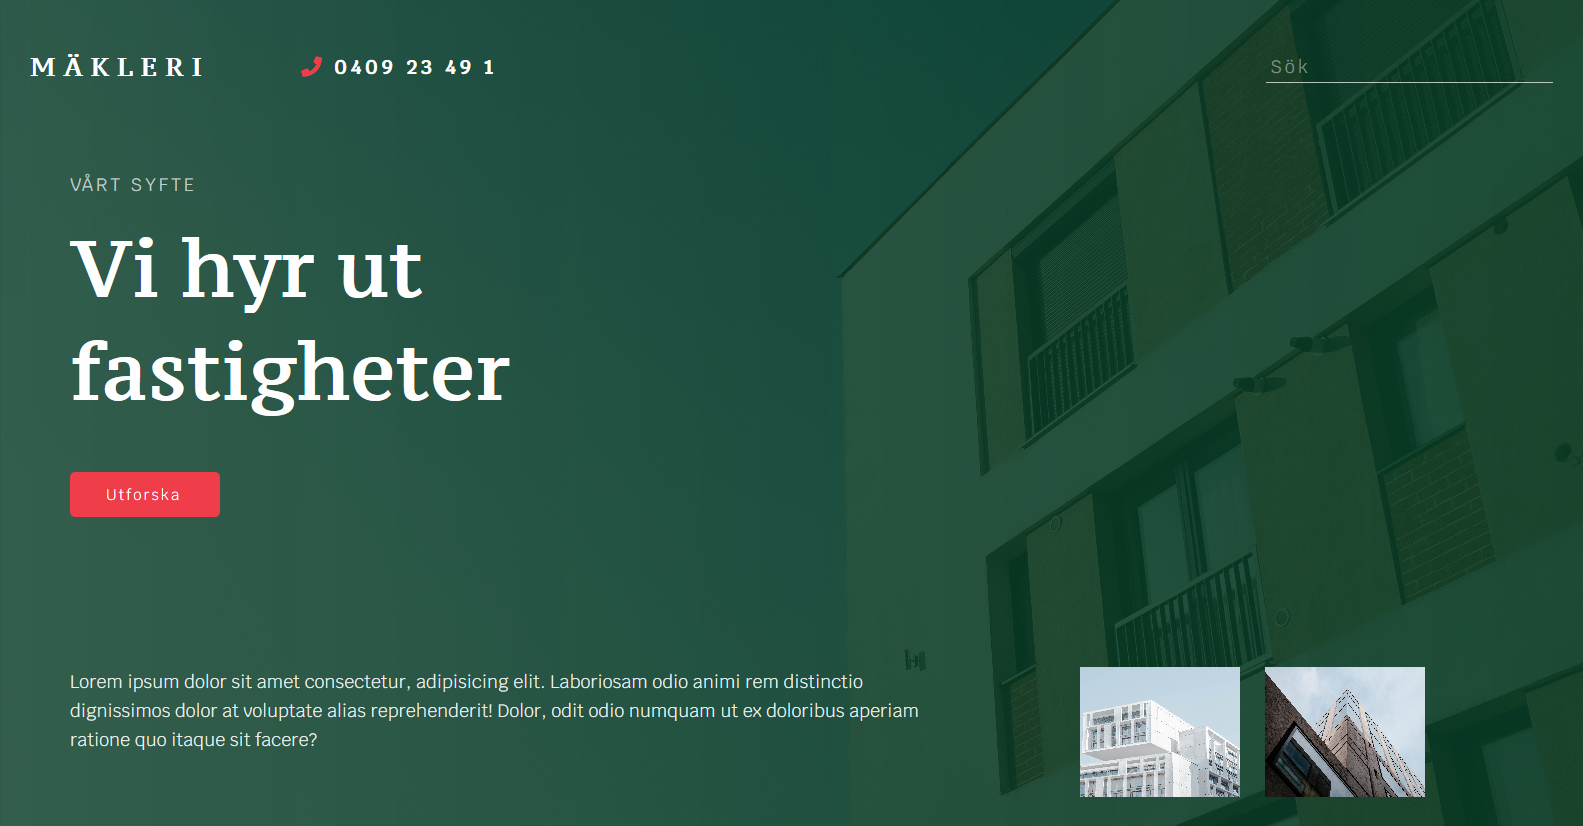 MÄKLERI
0409 23 49 1
Sök
VÅRT SYFTE
Vi hyr ut
fastigheter
Utforska
Lorem ipsum dolor sit amet consectetur, adipisicing elit. Laboriosam odio animi rem distinctio
dignissimos dolor at voluptate alias reprehenderit! Dolor, odit odio numquam ut ex doloribus aperiam
ratione quo itaque sit facere?